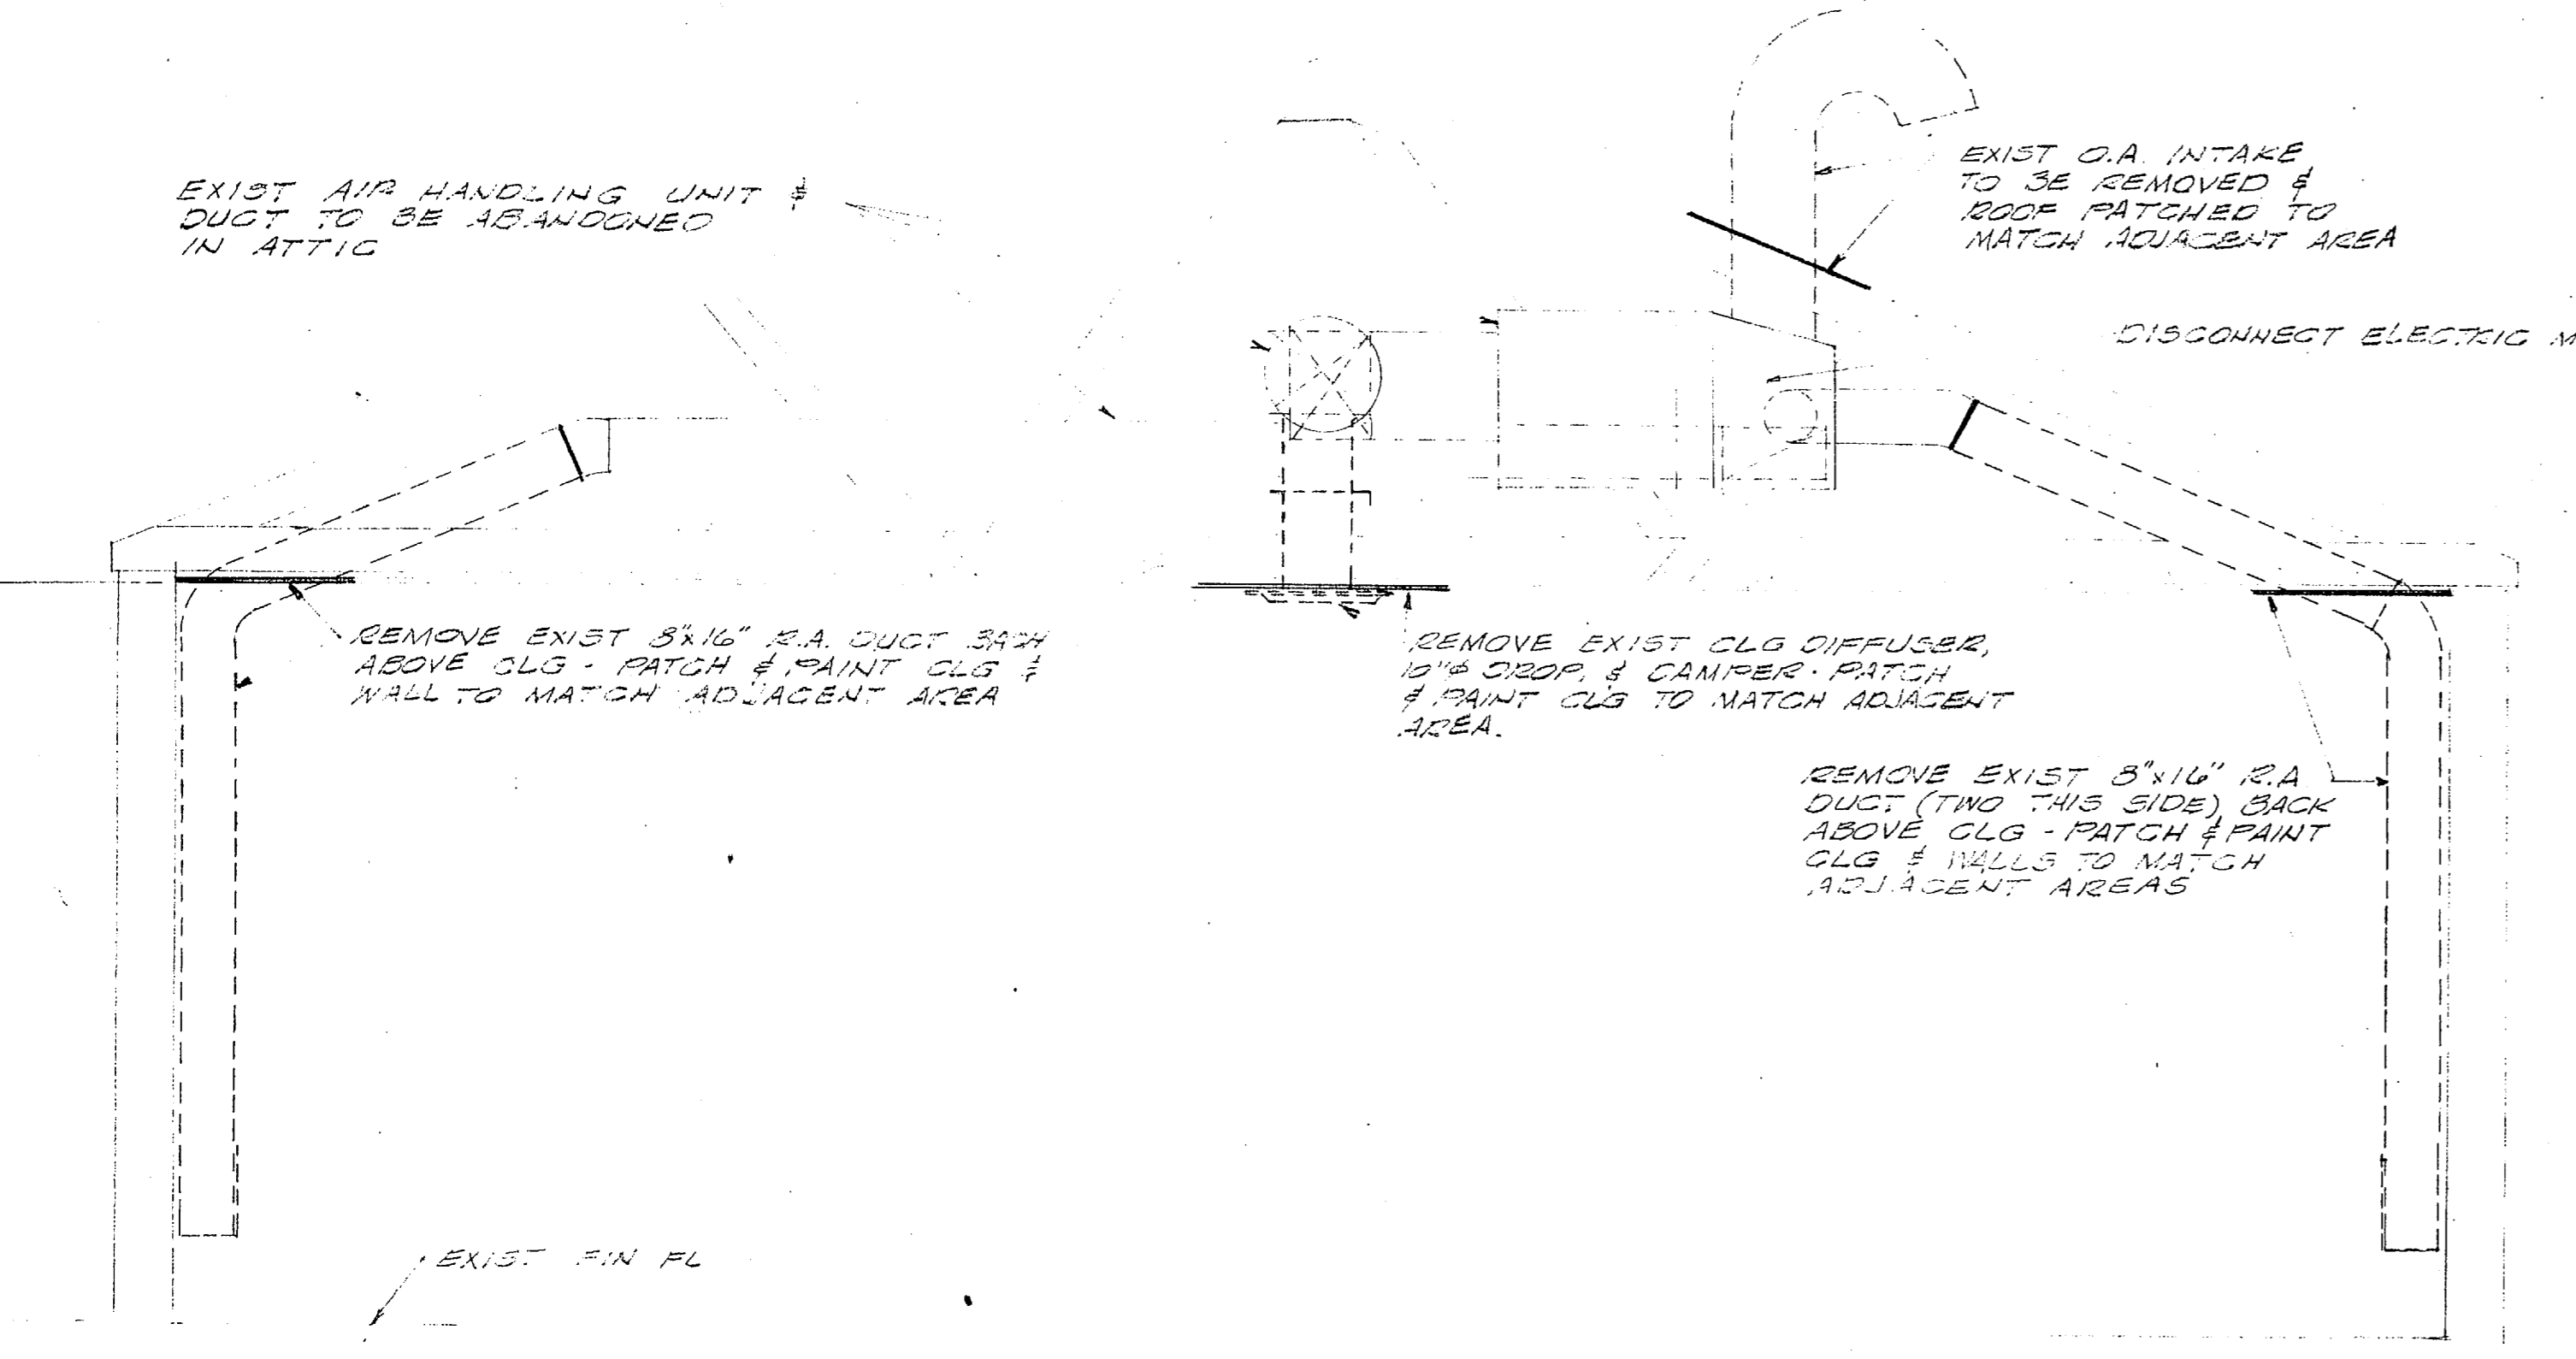 EXIST AIR HANDLING UNIT &
DUCT TO BE ABANDONED
IN ATTIC
EXIST O.A. INTAKE
TO BE REMOVED &
ROOF PATCHED TO
MATCH ADJACENT AREA
DISCONNECT ELECTRIC M
REMOVE EXIST 8"x16" R.A. DUCT BACK
ABOVE CLG - PATCH & PAINT CLG &
WALL TO MATCH ADJACENT AREA
REMOVE EXIST CLG DIFFUSER,
10"ø DROP, & DAMPER - PATCH
& PAINT CLG TO MATCH ADJACENT
AREA.
REMOVE EXIST 8"x16" R.A
DUCT (TWO THIS SIDE) BACK
ABOVE CLG - PATCH & PAINT
CLG & WALLS TO MATCH
ADJACENT AREAS
EXIST FIN FL